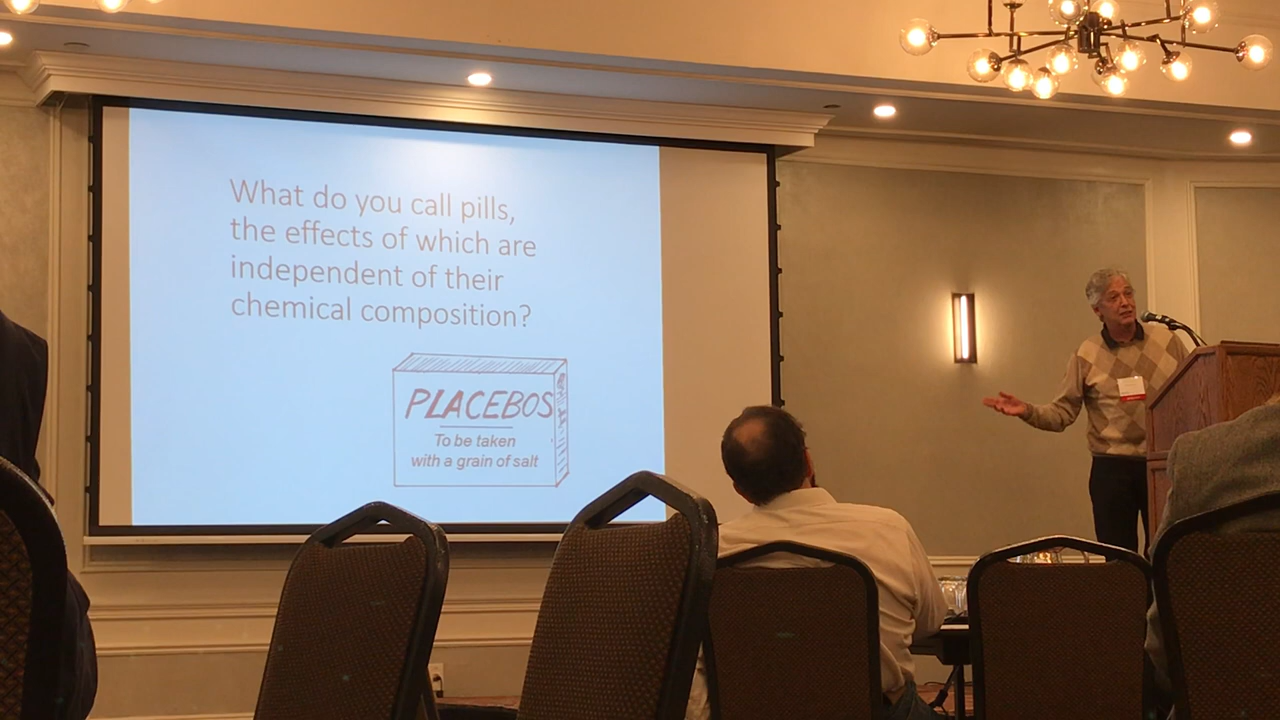 What do you call pills,
the effects of which are
independent of their
chemical composition?
PLACEBOS
To be taken
with a grain of salt